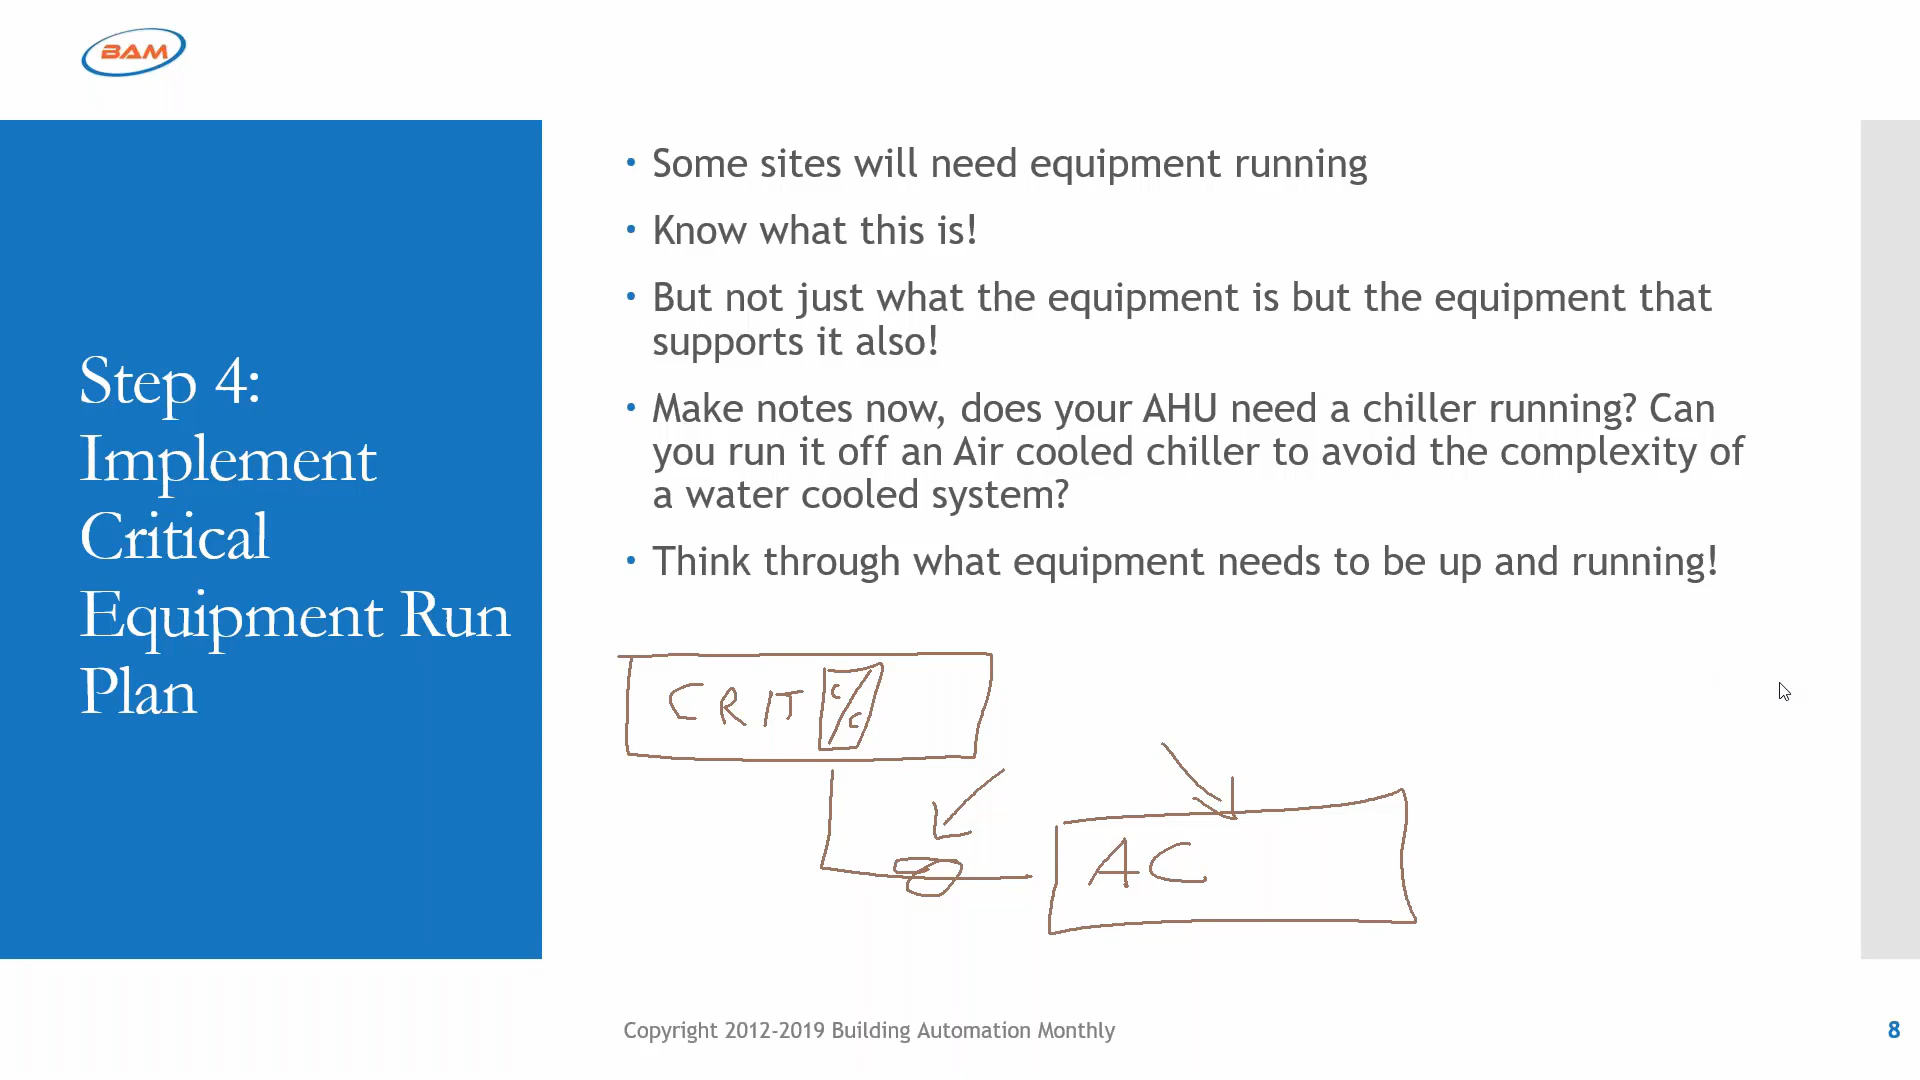 BAM
Step 4:
Implement
Critical
Equipment Run
Plan
• Some sites will need equipment running
• Know what this is!
• But not just what the equipment is but the equipment that
supports it also!
• Make notes now, does your AHU need a chiller running? Can
you run it off an Air cooled chiller to avoid the complexity of
a water cooled system?
• Think through what equipment needs to be up and running!
CRIT C/C
AC
Copyright 2012-2019 Building Automation Monthly
8